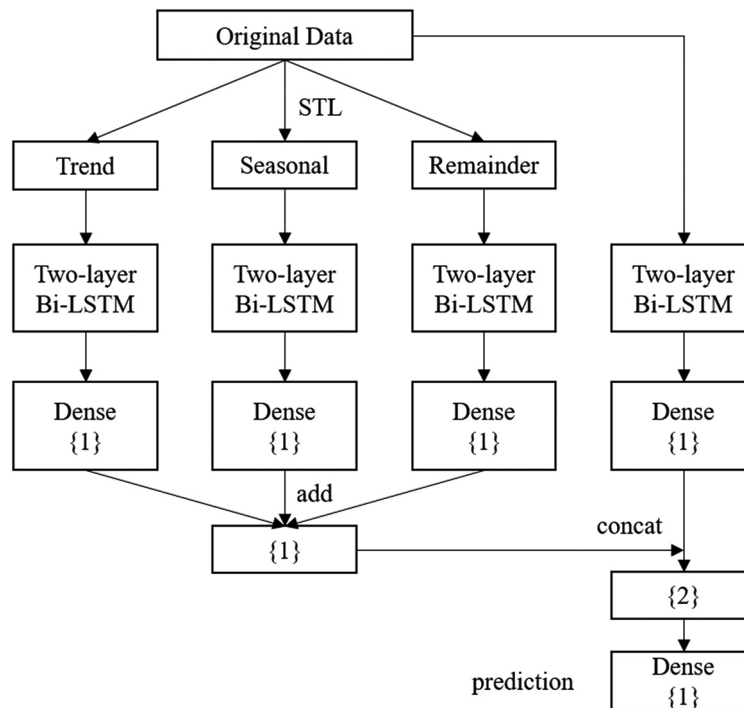 Original Data
STL
Trend
Seasonal
Remainder
Two-layer
Bi-LSTM
Two-layer
Bi-LSTM
Two-layer
Bi-LSTM
Two-layer
Bi-LSTM
Dense
{1}
Dense
{1}
Dense
{1}
Dense
{1}
add
{1}
concat
{2}
prediction
Dense
{1}